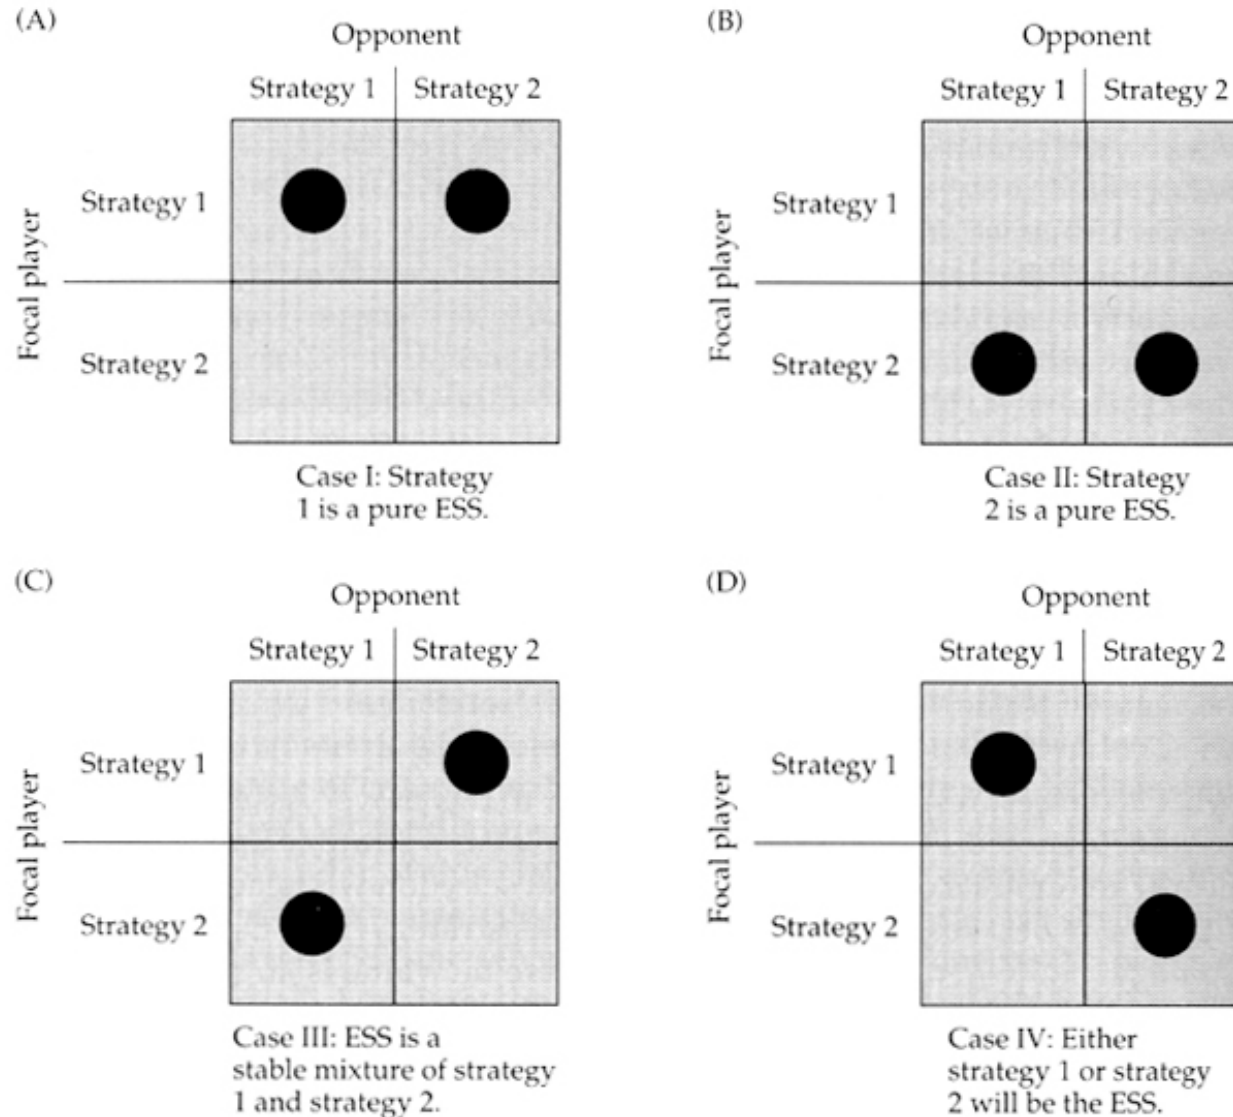 (A)
Opponent
Strategy 1
Strategy 2
Focal player
Strategy 1
Strategy 2
Case I: Strategy
1 is a pure ESS.
(B)
Opponent
Strategy 1
Strategy 2
Focal player
Strategy 1
Strategy 2
Case II: Strategy
2 is a pure ESS.
(C)
Opponent
Strategy 1
Strategy 2
Focal player
Strategy 1
Strategy 2
Case III: ESS is a
stable mixture of strategy
1 and strategy 2.
(D)
Opponent
Strategy 1
Strategy 2
Focal player
Strategy 1
Strategy 2
Case IV: Either
strategy 1 or strategy
2 will be the ESS.